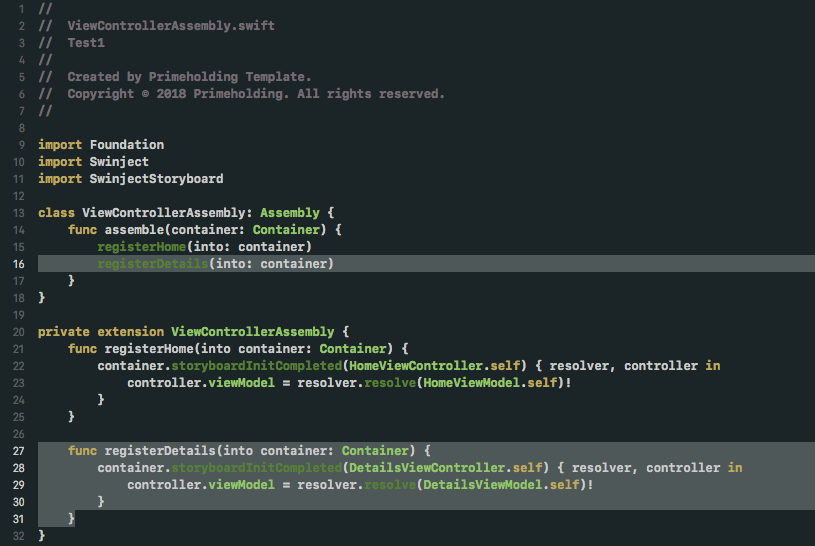 1 //
2 //  ViewControllerAssembly.swift
3 //  Test1
4 //
5 //  Created by Primeholding Template.
6 //  Copyright © 2018 Primeholding. All rights reserved.
7 //
8
9 import Foundation
10 import Swinject
11 import SwinjectStoryboard
12
13 class ViewControllerAssembly: Assembly {
14     func assemble(container: Container) {
15         registerHome(into: container)
16         registerDetails(into: container)
17     }
18 }
19
20 private extension ViewControllerAssembly {
21     func registerHome(into container: Container) {
22         container.storyboardInitCompleted(HomeViewController.self) { resolver, controller in
23             controller.viewModel = resolver.resolve(HomeViewModel.self)!
24         }
25     }
26
27     func registerDetails(into container: Container) {
28         container.storyboardInitCompleted(DetailsViewController.self) { resolver, controller in
29             controller.viewModel = resolver.resolve(DetailsViewModel.self)!
30         }
31     }
32 }